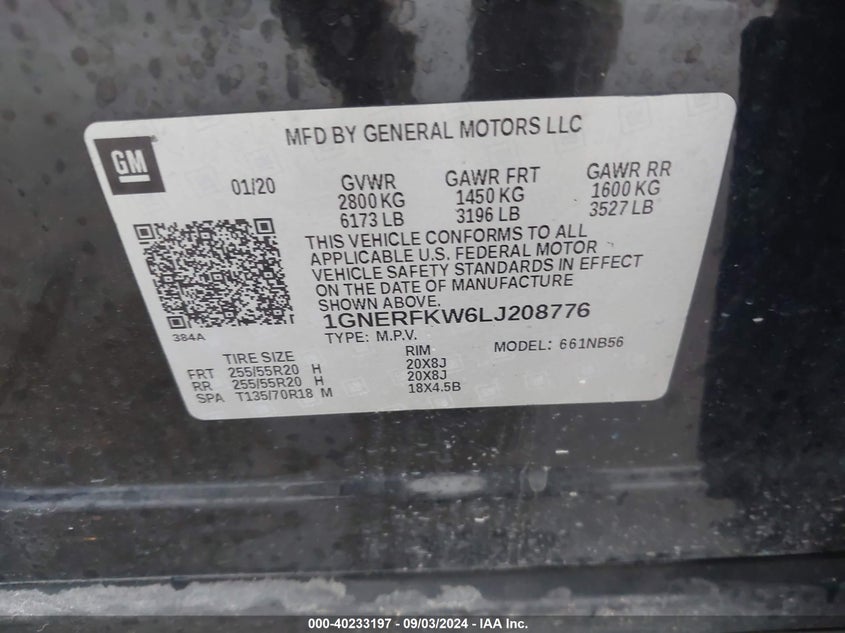 MFD BY GENERAL MOTORS LLC
GM
01/20
GVWR GAWR FRT GAWR RR
2800 KG 1450 KG 1600 KG
6173 LB 3196 LB 3527 LB
THIS VEHICLE CONFORMS TO ALL
APPLICABLE U.S. FEDERAL MOTOR
VEHICLE SAFETY STANDARDS IN EFFECT
ON THE DATE OF MANUFACTURE
SHOWN ABOVE.
384A
1GNERFKW6LJ208776
TYPE: M.P.V.
MODEL: 661NB56
TIRE SIZE RIM
FRT 255/55R20 H 20X8J
RR 255/55R20 H 20X8J
SPA T135/70R18 M 18X4.5B
000-40233197 - 09/03/2024 - IAA Inc.